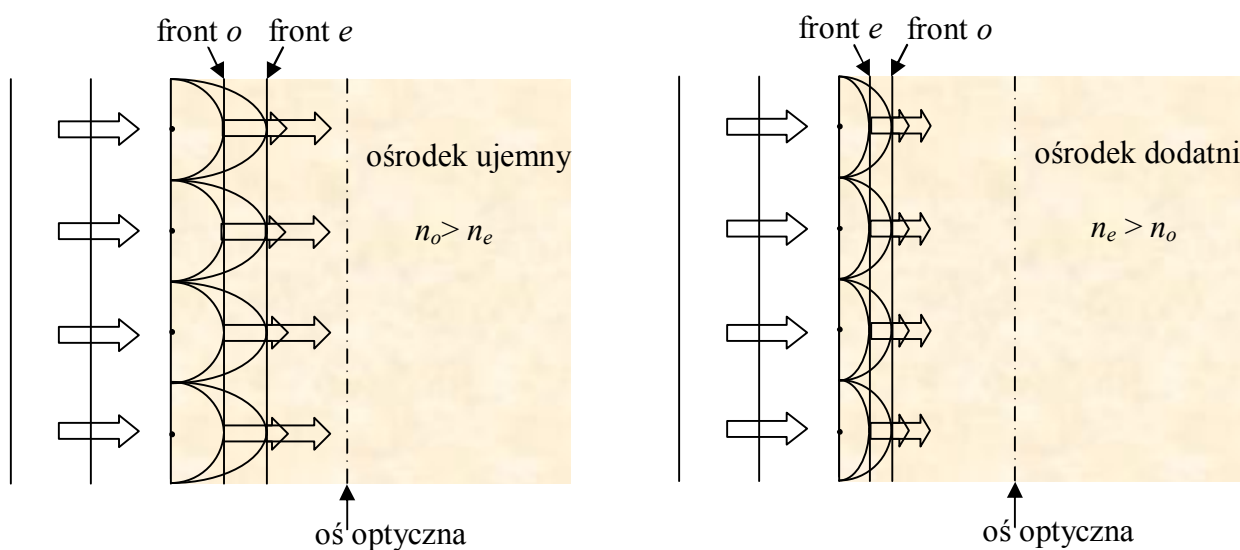 front o front e
ośrodek ujemny
nₒ> nₑ
oś optyczna
front e front o
ośrodek dodatni
nₑ > nₒ
oś optyczna